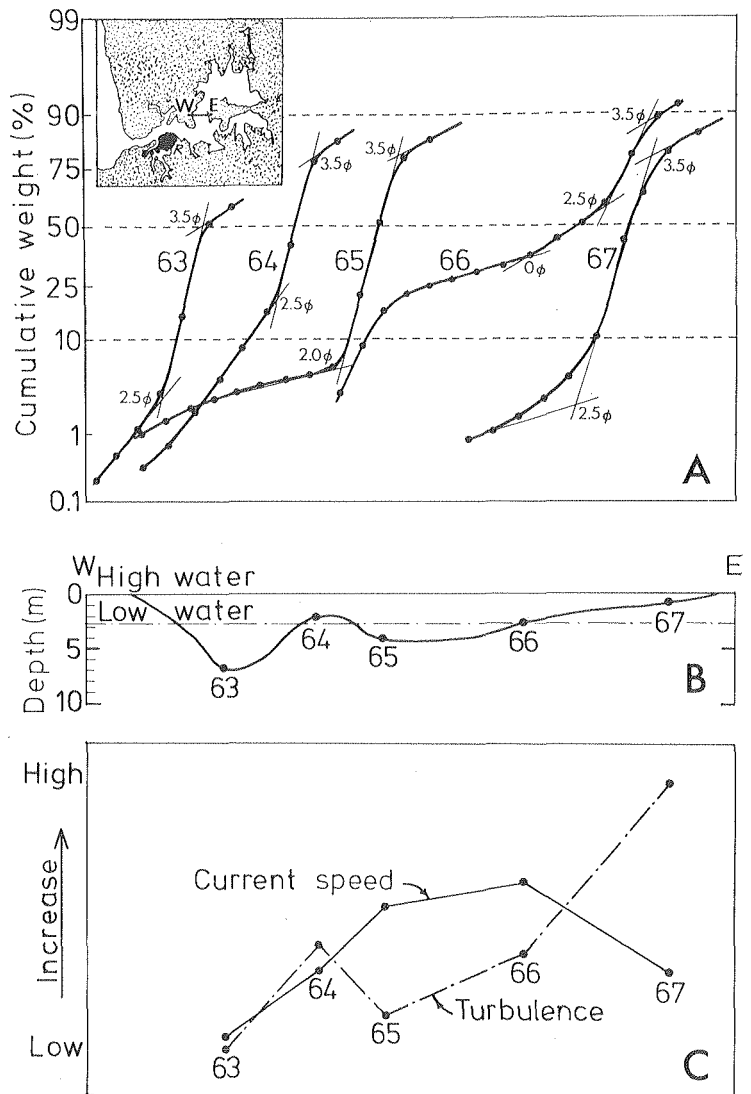 99
W E
90
75
50
25
10
1
0.1
Cumulative weight (%)
3.5ϕ
63
2.5ϕ
64
3.5ϕ
2.5ϕ
65
3.5ϕ
2.0ϕ
66
0ϕ
2.5ϕ
3.5ϕ
67
3.5ϕ
2.5ϕ
A
W
E
High water
Low water
0
5
10
Depth (m)
63
64
65
66
67
B
High
Increase
Low
Current speed
Turbulence
63
64
65
66
67
C